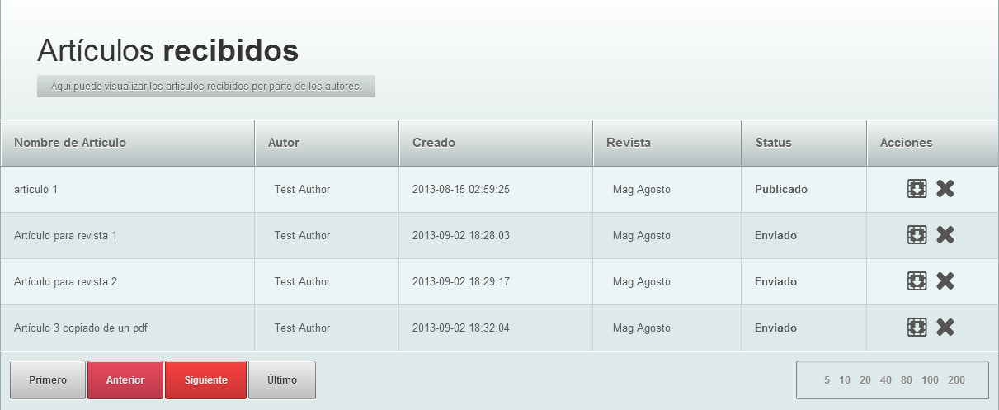 Artículos recibidos
Aquí puede visualizar los artículos recibidos por parte de los autores.
Nombre de Artículo Autor Creado Revista Status Acciones
articulo 1 Test Author 2013-08-15 02:59:25 Mag Agosto Publicado
Artículo para revista 1 Test Author 2013-09-02 18:28:03 Mag Agosto Enviado
Artículo para revista 2 Test Author 2013-09-02 18:29:17 Mag Agosto Enviado
Artículo 3 copiado de un pdf Test Author 2013-09-02 18:32:04 Mag Agosto Enviado
Primero Anterior Siguiente Último 5 10 20 40 80 100 200